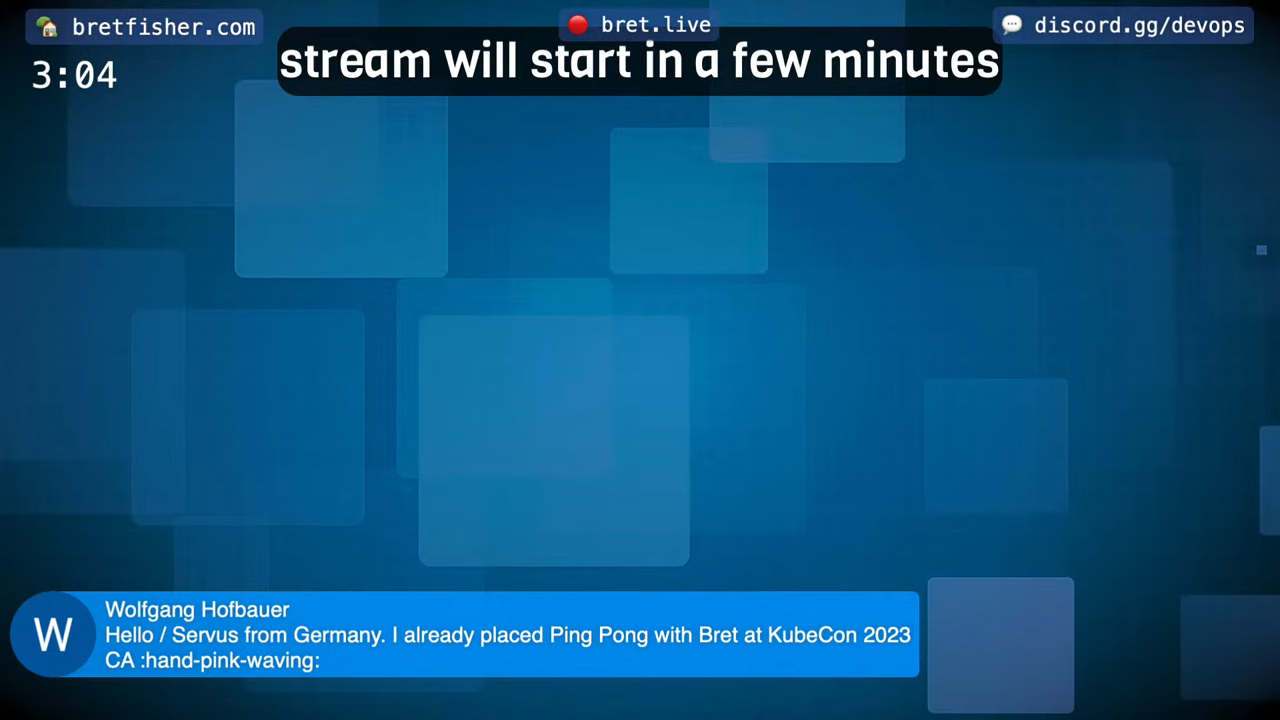 bretfisher.com
bret.live
discord.gg/devops
3:04
stream will start in a few minutes
W
Wolfgang Hofbauer
Hello / Servus from Germany. I already placed Ping Pong with Bret at KubeCon 2023
CA :hand-pink-waving: